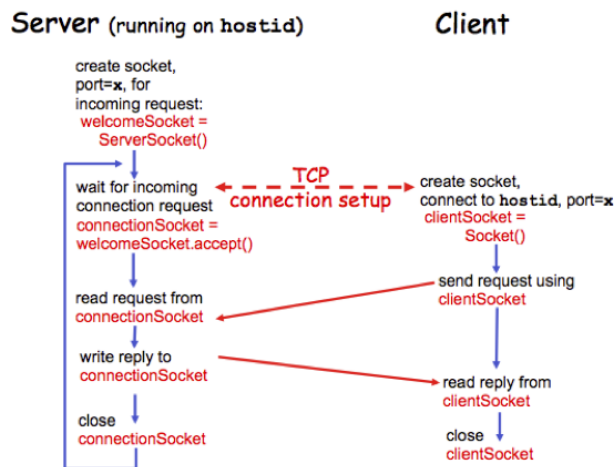 Server (running on hostid)
Client
create socket,
port=x, for
incoming request:
welcomeSocket =
ServerSocket()
wait for incoming
connection request
connectionSocket =
welcomeSocket.accept()
TCP
connection setup
create socket,
connect to hostid, port=x
clientSocket =
Socket()
read request from
connectionSocket
send request using
clientSocket
write reply to
connectionSocket
read reply from
clientSocket
close
connectionSocket
close
clientSocket